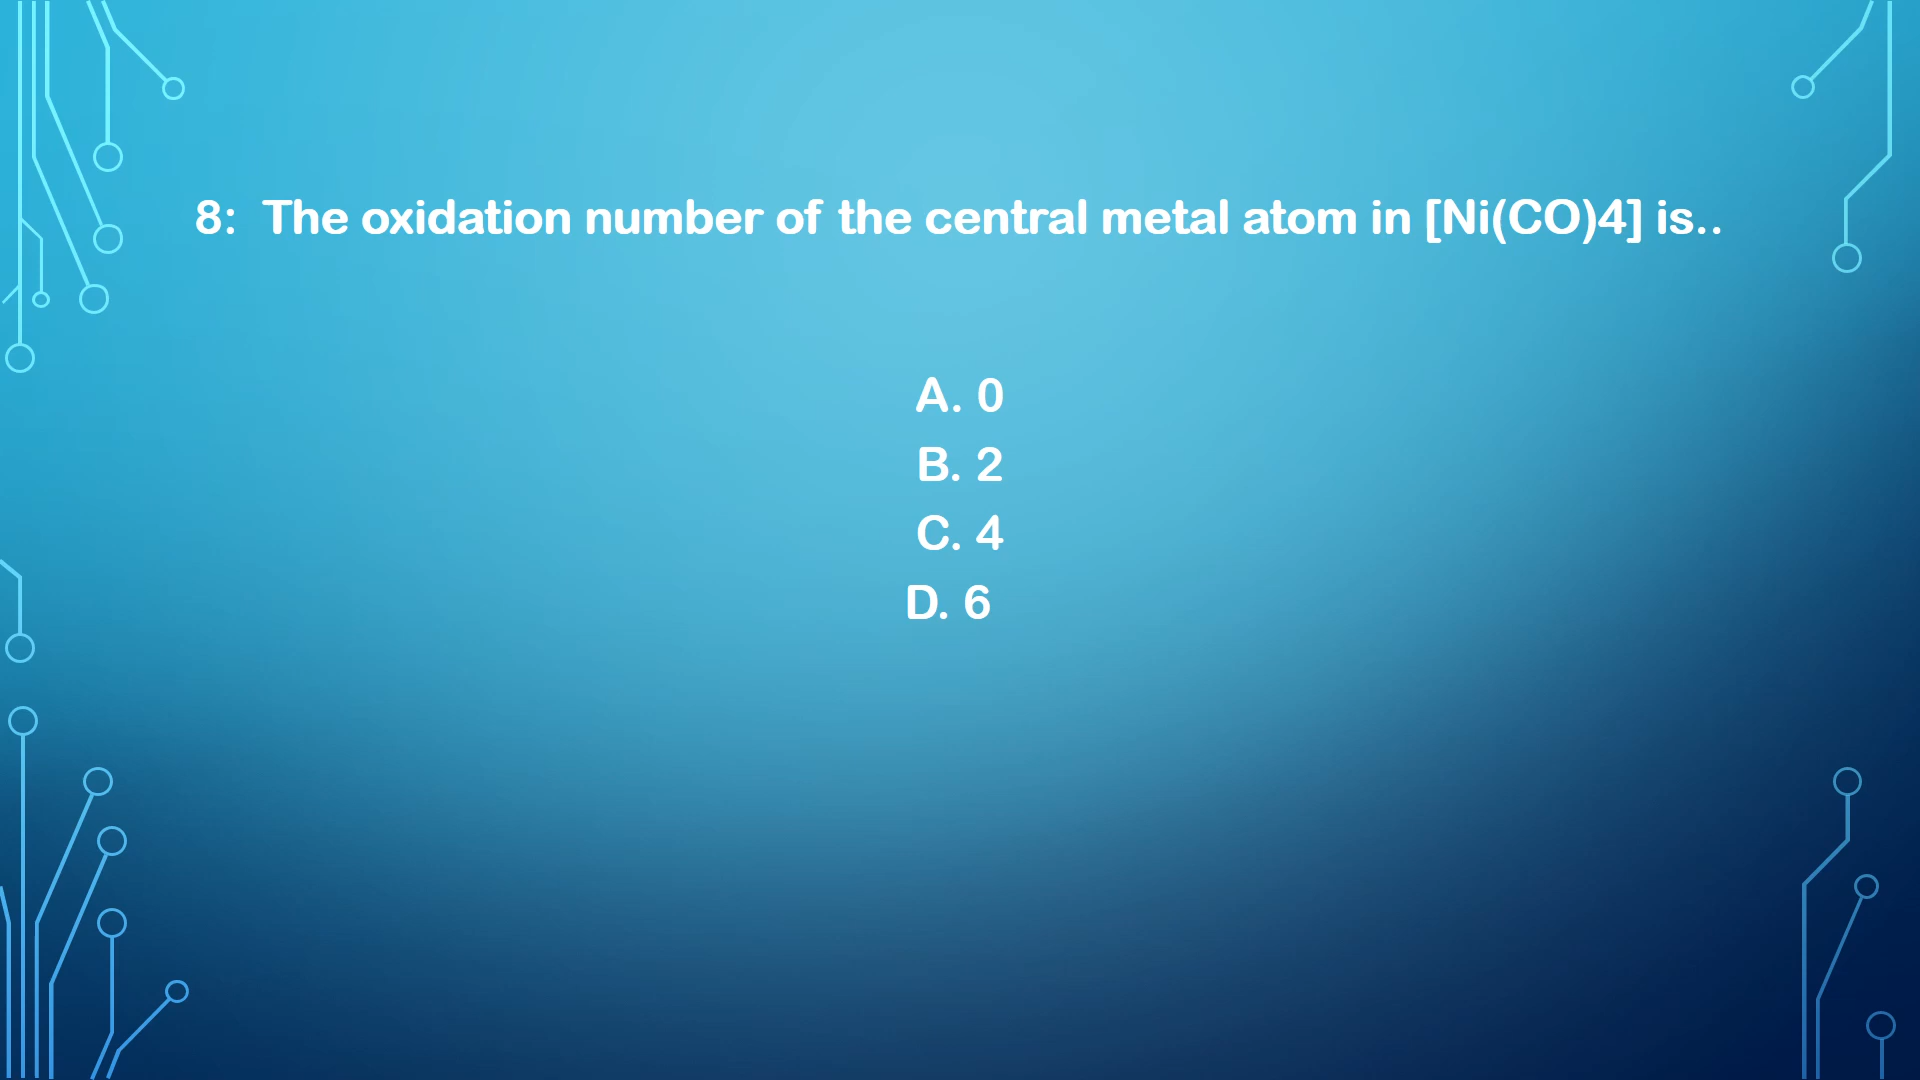 8:  The oxidation number of the central metal atom in [Ni(CO)4] is..
A. 0
B. 2
C. 4
D. 6